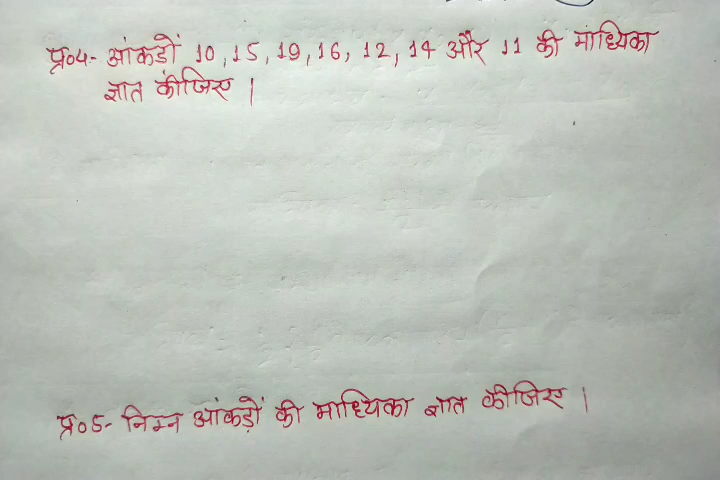 प्र०4- आंकडों 10, 15, 19, 16, 12, 14 और 11 की माध्यिका
ज्ञात कीजिए |
प्र०5- निम्न आंकड़ों की माध्यिका ज्ञात कीजिए |